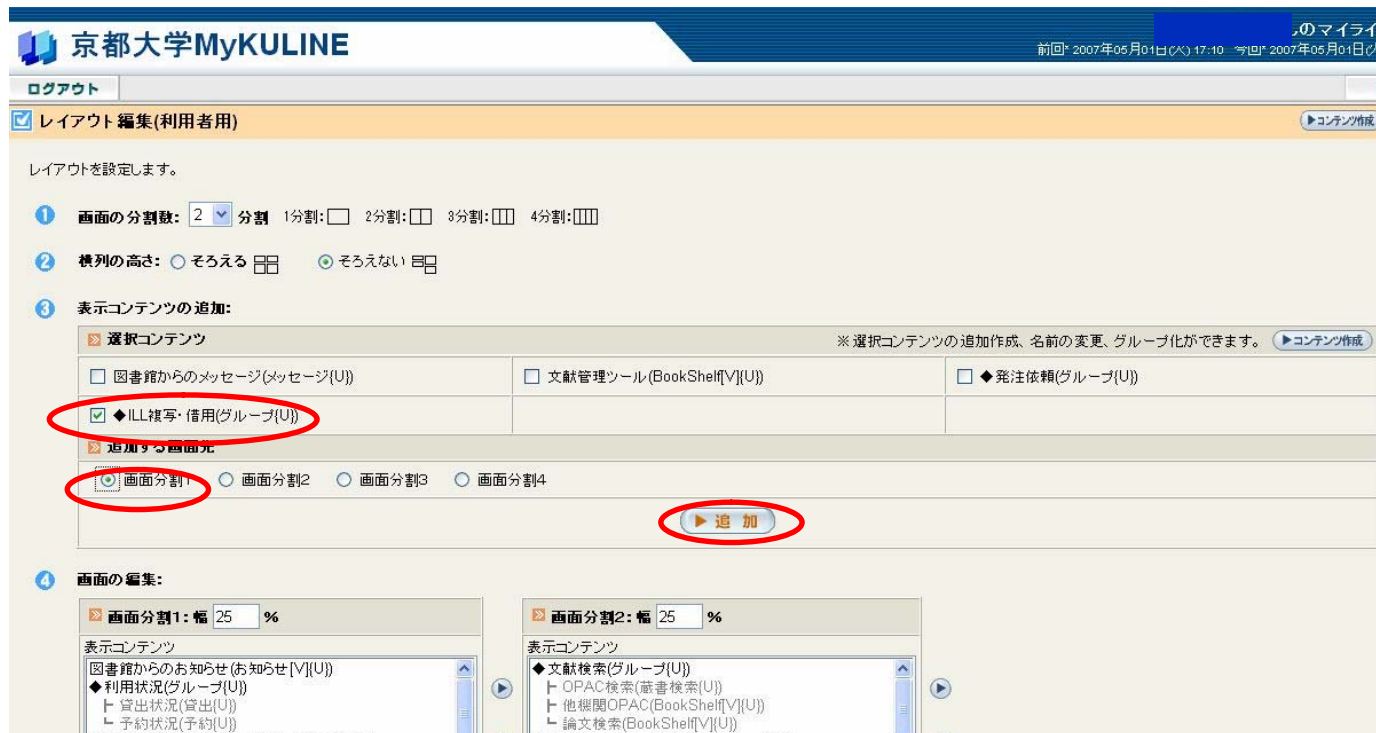 京都大学MyKULINE
のマイライ
前回* 2007年05月01日(火) 17:10 今回* 2007年05月01日(火
ログアウト
レイアウト編集(利用者用)
コンテンツ作成
レイアウトを設定します。
1 画面の分割数: 2 分割 1分割: 2分割: 3分割: 4分割:
2 横列の高さ: そろえる そろえない
3 表示コンテンツの追加:
選択コンテンツ ※選択コンテンツの追加作成、名前の変更、グループ化ができます。 コンテンツ作成
図書館からのメッセージ(メッセージ{U}) 文献管理ツール(BookShelf[V]{U}) ◆発注依頼(グループ{U})
◆ILL複写・借用(グループ{U})
追加する画面先
画面分割1 画面分割2 画面分割3 画面分割4
追 加
4 画面の編集:
画面分割1: 幅 25 % 画面分割2: 幅 25 %
表示コンテンツ 表示コンテンツ
図書館からのお知らせ(お知らせ[V]{U}) ◆文献検索(グループ{U})
◆利用状況(グループ{U}) ├ OPAC検索(蔵書検索{U})
├ 貸出状況(貸出{U}) ├ 他機関OPAC(BookShelf[V]{U})
└ 予約状況(予約{U}) └ 論文検索(BookShelf[V]{U})